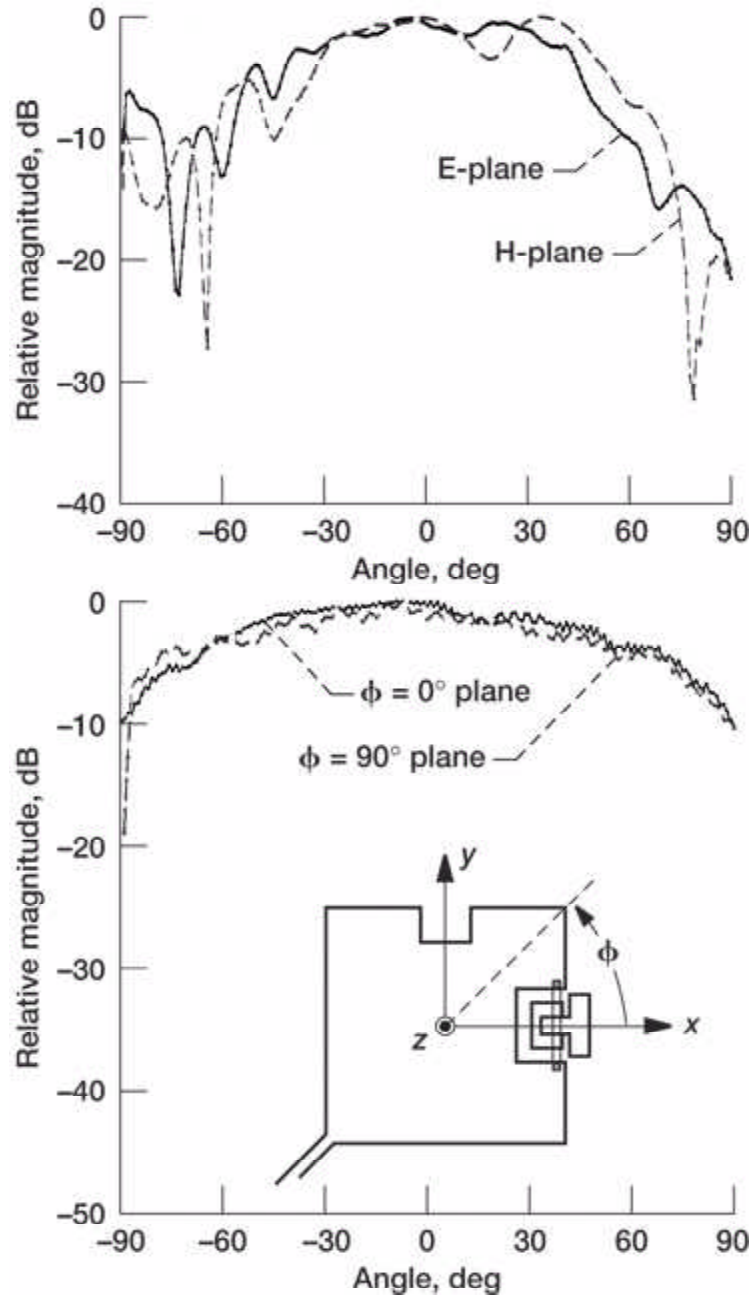 0
−10
−20
−30
−40
Relative magnitude, dB
E-plane
H-plane
−90 −60 −30 0 30 60 90
Angle, deg
0
−10
−20
−30
−40
−50
Relative magnitude, dB
ϕ = 0° plane
ϕ = 90° plane
y
ϕ
z
x
−90 −60 −30 0 30 60 90
Angle, deg